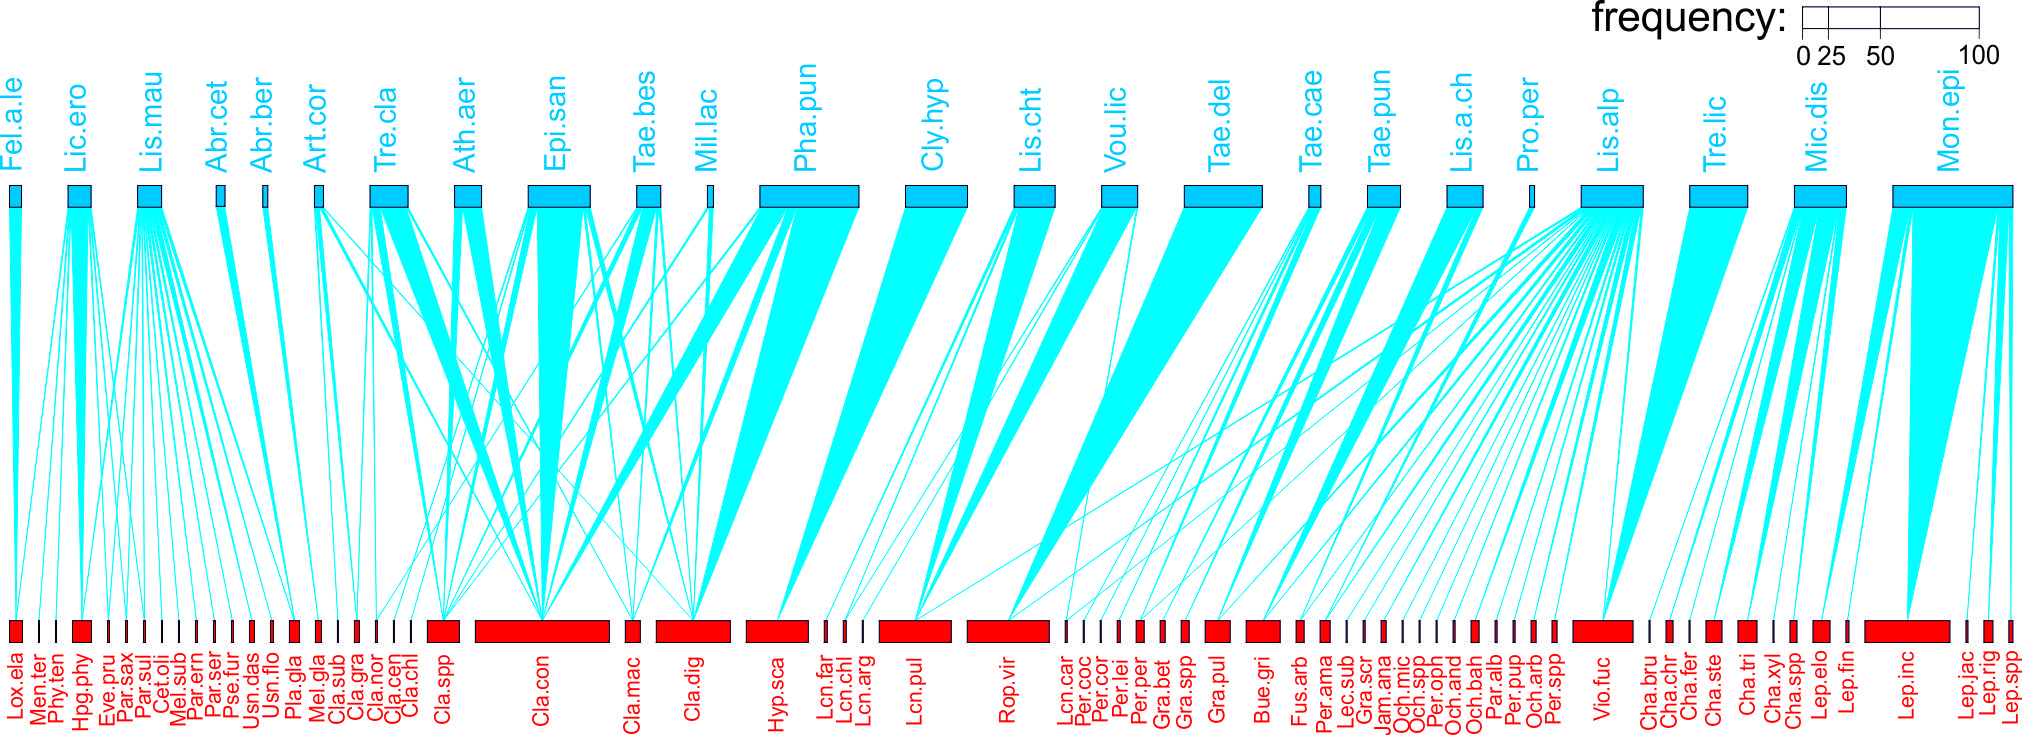 frequency:
0 25 50 100
Fel.a.le
Lic.ero
Lis.mau
Abr.cet
Abr.ber
Art.cor
Tre.cla
Ath.aer
Epi.san
Tae.bes
Mil.lac
Pha.pun
Cly.hyp
Lis.cht
Vou.lic
Tae.del
Tae.cae
Tae.pun
Lis.a.ch
Pro.per
Lis.alp
Tre.lic
Mic.dis
Mon.epi
Lox.ela
Men.ter
Phy.ten
Hpg.phy
Eve.pru
Par.sax
Par.sul
Cet.oli
Mel.sub
Par.ern
Par.ser
Pse.fur
Usn.das
Usn.flo
Pla.gla
Mel.gla
Cla.sub
Cla.gra
Cla.nor
Cla.cen
Cla.chl
Cla.spp
Cla.con
Cla.mac
Cla.dig
Hyp.sca
Lcn.far
Lcn.chl
Lcn.arg
Lcn.pul
Rop.vir
Lcn.car
Per.coc
Per.cor
Per.lei
Per.per
Gra.bet
Gra.spp
Gra.pul
Bue.gri
Fus.arb
Per.ama
Lec.sub
Gra.scr
Jam.ana
Och.mic
Och.spp
Per.oph
Och.and
Och.bah
Par.alb
Per.pup
Och.arb
Per.spp
Vio.fuc
Cha.bru
Cha.chr
Cha.fer
Cha.ste
Cha.tri
Cha.xyl
Cha.spp
Lep.elo
Lep.fin
Lep.inc
Lep.jac
Lep.rig
Lep.spp